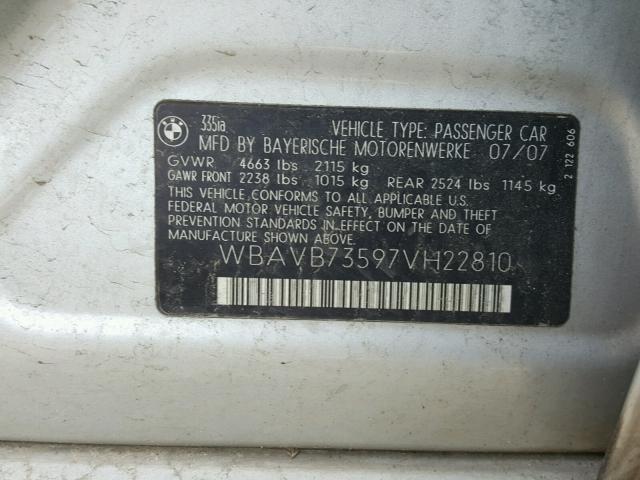 335ia
VEHICLE TYPE: PASSENGER CAR
MFD BY BAYERISCHE MOTORENWERKE 07/07
GVWR 4663 lbs 2115 kg
GAWR FRONT 2238 lbs 1015 kg REAR 2524 lbs 1145 kg
THIS VEHICLE CONFORMS TO ALL APPLICABLE U.S.
FEDERAL MOTOR VEHICLE SAFETY, BUMPER AND THEFT
PREVENTION STANDARDS IN EFFECT ON THE DATE OF
MANUFACTURE SHOWN ABOVE.
WBAVB73597VH22810
2 122 606